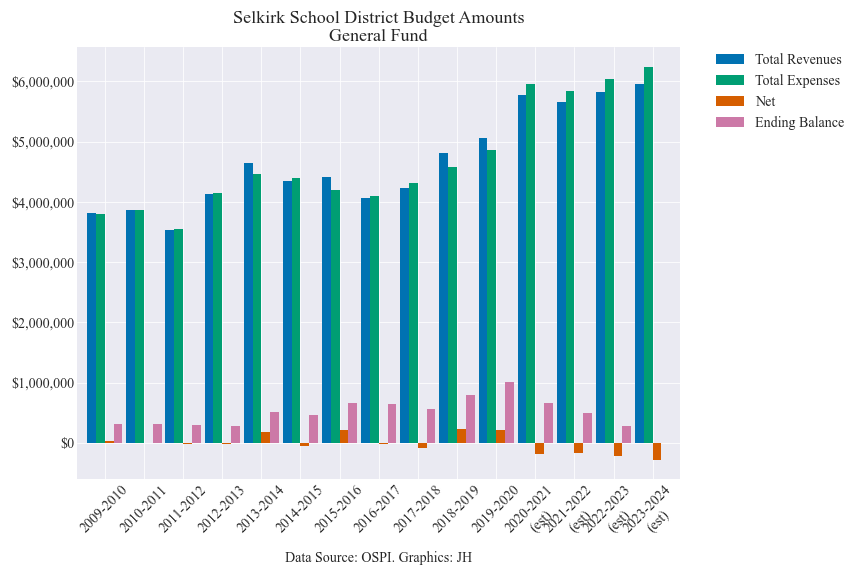 Selkirk School District Budget Amounts
General Fund
Total Revenues
Total Expenses
Net
Ending Balance
$6,000,000
$5,000,000
$4,000,000
$3,000,000
$2,000,000
$1,000,000
$0
2009-2010
2010-2011
2011-2012
2012-2013
2013-2014
2014-2015
2015-2016
2016-2017
2017-2018
2018-2019
2019-2020
2020-2021
(est)
2021-2022
(est)
2022-2023
(est)
2023-2024
(est)
Data Source: OSPI. Graphics: JH